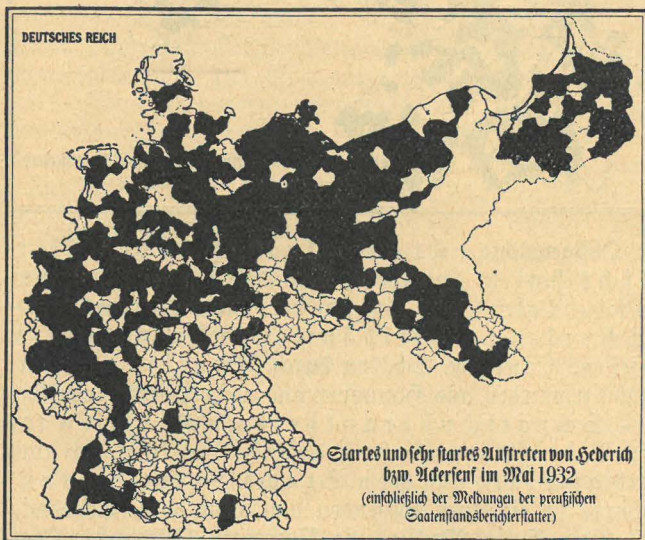 DEUTSCHES REICH
Starkes und sehr starkes Auftreten von Hederich
bzw. Ackersenf im Mai 1932
(einschließlich der Meldungen der preußischen
Saatenstandsberichterstatter)